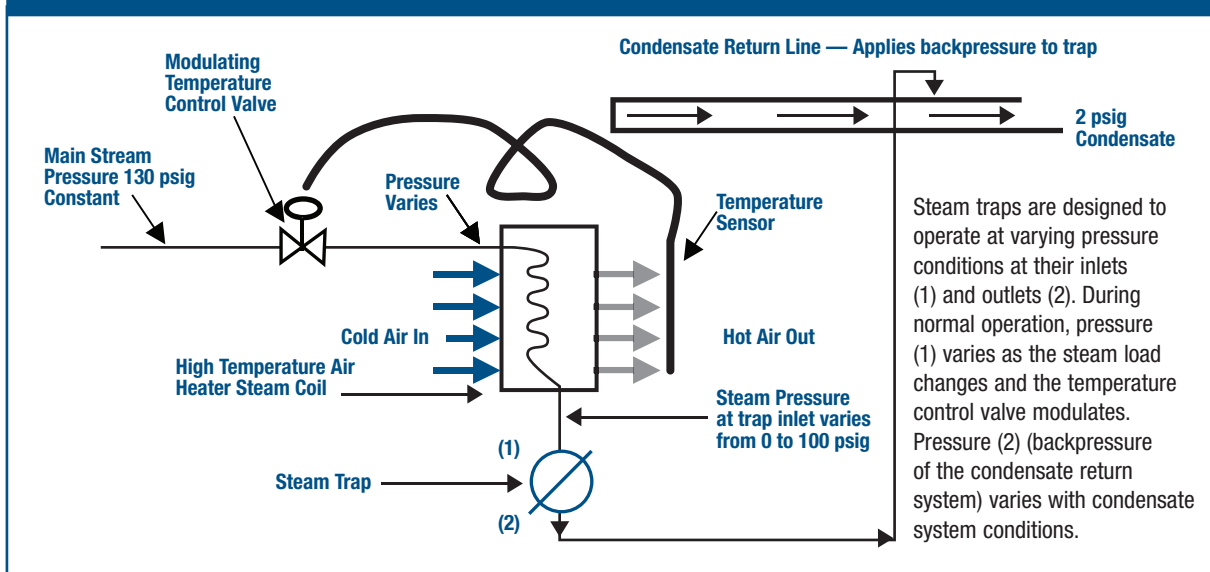 Condensate Return Line — Applies backpressure to trap
Modulating
Temperature
Control Valve
2 psig
Condensate
Main Stream
Pressure 130 psig
Constant
Pressure
Varies
Temperature
Sensor
Cold Air In
Hot Air Out
High Temperature Air
Heater Steam Coil
Steam Pressure
at trap inlet varies
from 0 to 100 psig
(1)
Steam Trap
(2)
Steam traps are designed to
operate at varying pressure
conditions at their inlets
(1) and outlets (2). During
normal operation, pressure
(1) varies as the steam load
changes and the temperature
control valve modulates.
Pressure (2) (backpressure
of the condensate return
system) varies with condensate
system conditions.